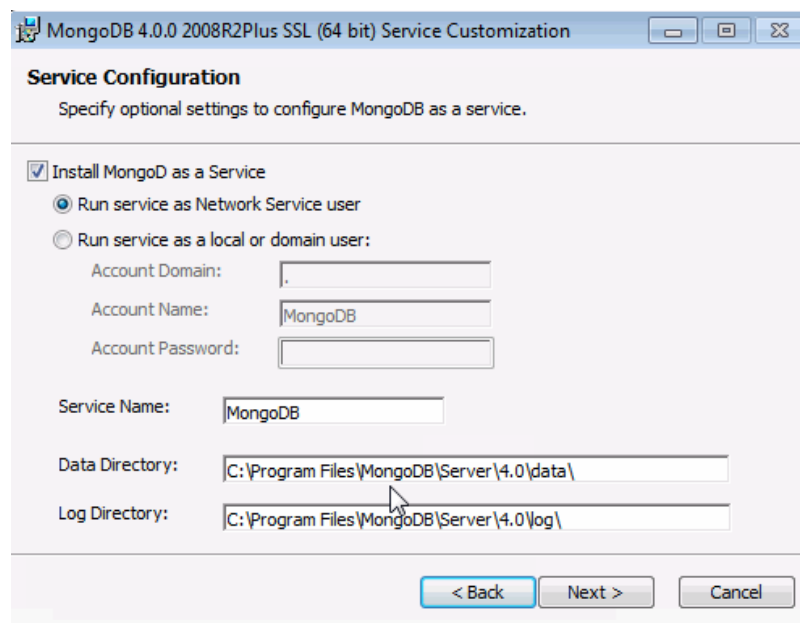 MongoDB 4.0.0 2008R2Plus SSL (64 bit) Service Customization
Service Configuration
Specify optional settings to configure MongoDB as a service.
Install MongoD as a Service
Run service as Network Service user
Run service as a local or domain user:
Account Domain: .
Account Name: MongoDB
Account Password:
Service Name: MongoDB
Data Directory: C:\Program Files\MongoDB\Server\4.0\data\
Log Directory: C:\Program Files\MongoDB\Server\4.0\log\
< Back Next > Cancel